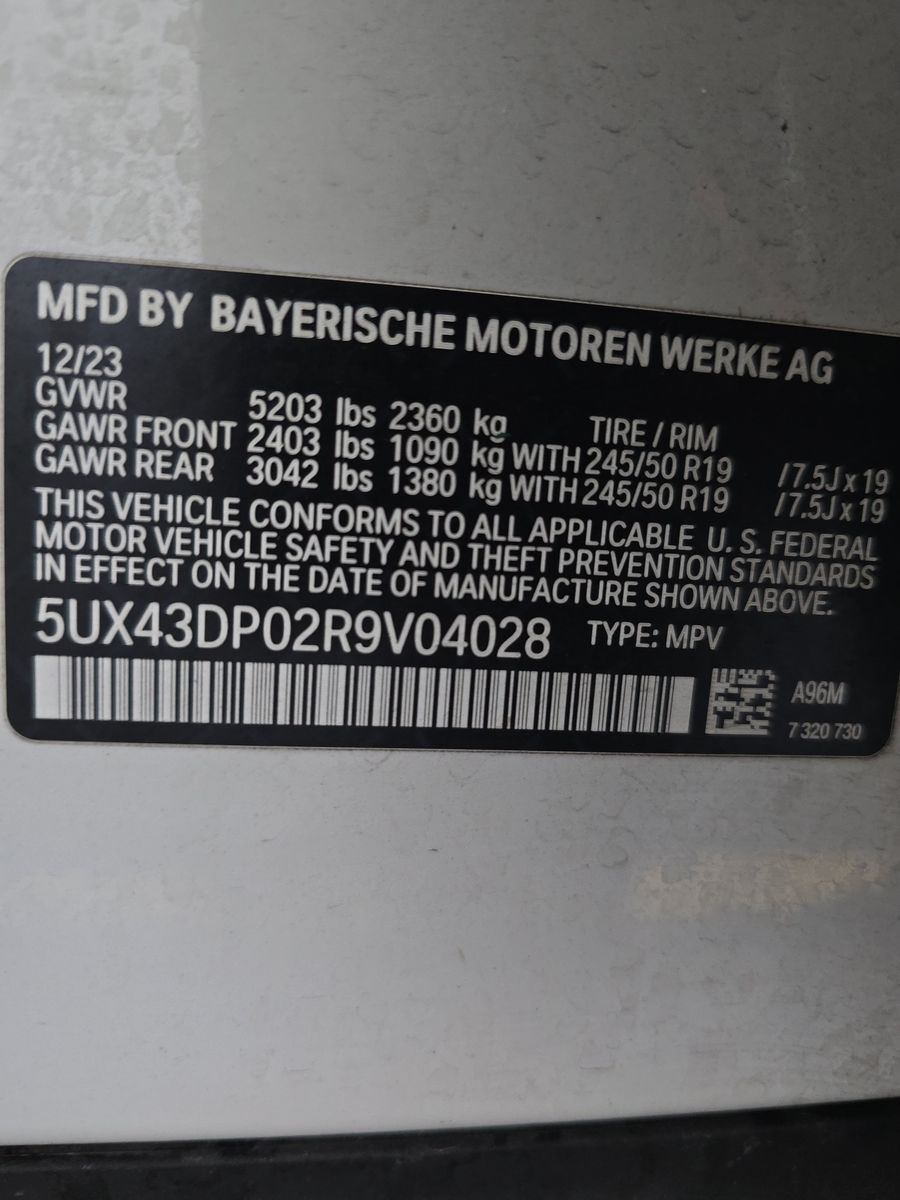 MFD BY BAYERISCHE MOTOREN WERKE AG
12/23
GVWR 5203 lbs 2360 kg TIRE / RIM
GAWR FRONT 2403 lbs 1090 kg WITH 245/50 R19 /7.5J x 19
GAWR REAR 3042 lbs 1380 kg WITH 245/50 R19 /7.5J x 19
THIS VEHICLE CONFORMS TO ALL APPLICABLE U. S. FEDERAL
MOTOR VEHICLE SAFETY AND THEFT PREVENTION STANDARDS
IN EFFECT ON THE DATE OF MANUFACTURE SHOWN ABOVE.
5UX43DP02R9V04028 TYPE: MPV
A96M
7 320 730